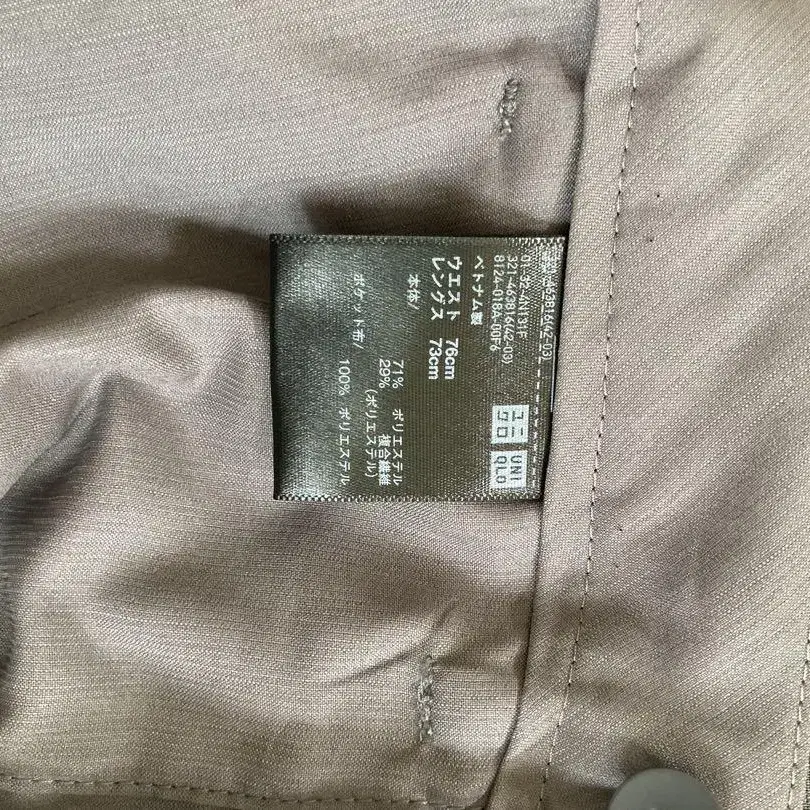 ユニ
クロ
UNI
QLO
01-32-4N131F
321-463816(42-03)
8124-018A-00F6
ベトナム製
ウエスト 76cm
レングス 73cm
本体/
71% ポリエステル
29% 複合繊維
(ポリエステル)
ポケット布/
100% ポリエステル